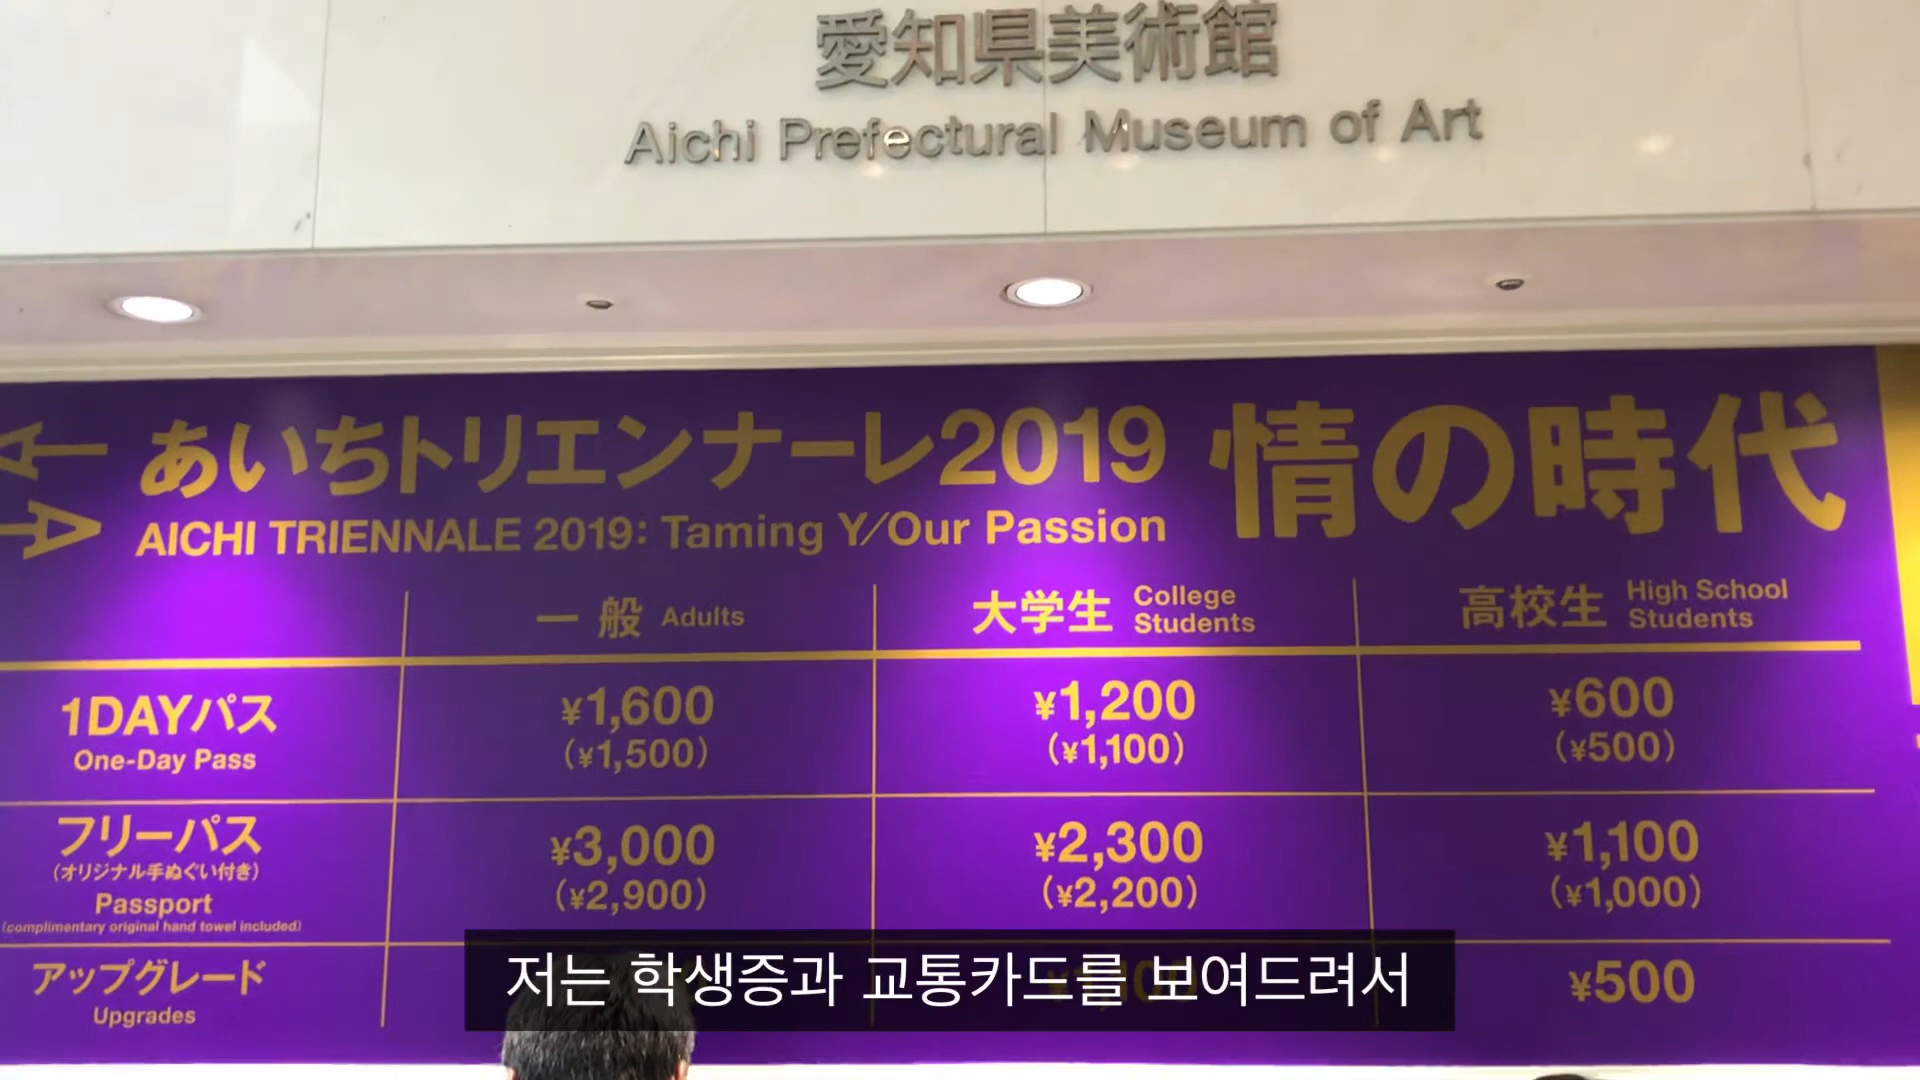 愛知県美術館
Aichi Prefectural Museum of Art
あいちトリエンナーレ2019 情の時代
AICHI TRIENNALE 2019: Taming Y/Our Passion
一般 Adults
大学生 College Students
高校生 High School Students
1DAYパス
One-Day Pass
¥1,600
(¥1,500)
¥1,200
(¥1,100)
¥600
(¥500)
フリーパス
(オリジナル手ぬぐい付き)
Passport
(complimentary original hand towel included)
¥3,000
(¥2,900)
¥2,300
(¥2,200)
¥1,100
(¥1,000)
アップグレード
Upgrades
¥500
저는 학생증과 교통카드를 보여드려서